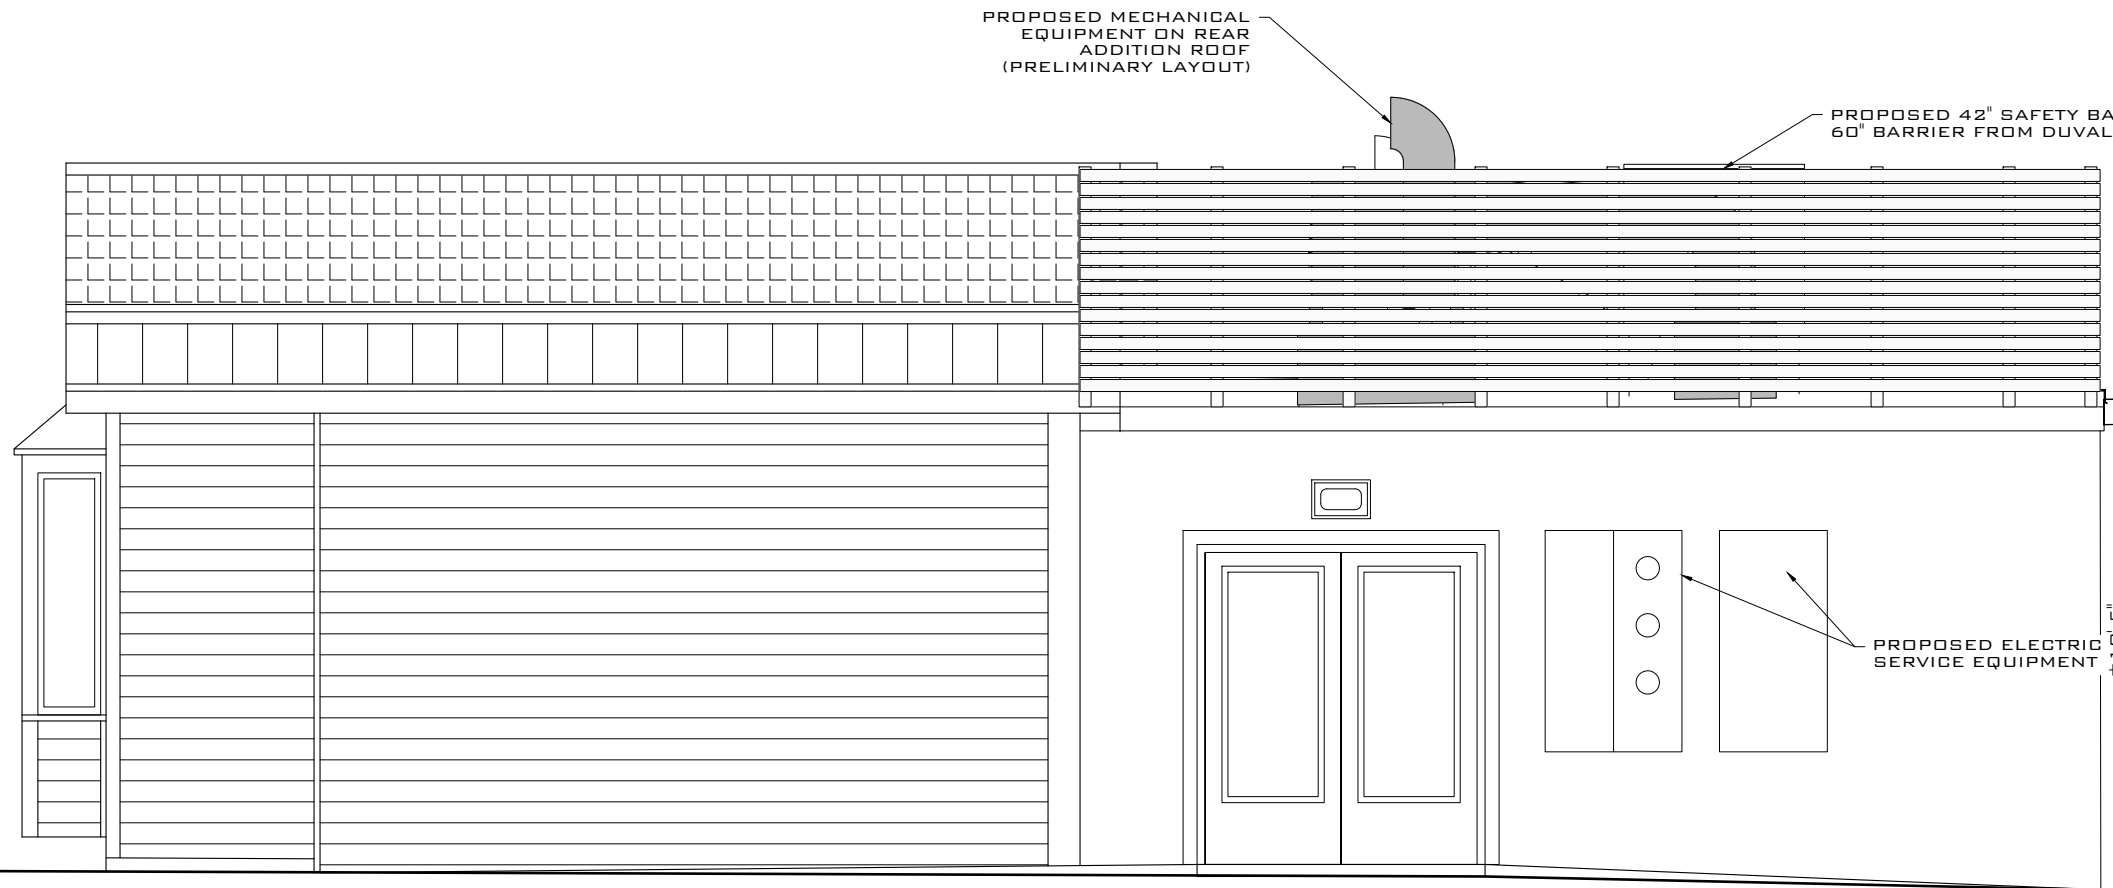 PROPOSED MECHANICAL
EQUIPMENT ON REAR
ADDITION ROOF
(PRELIMINARY LAYOUT)
PROPOSED 42" SAFETY
60" BARRIER FROM DUVAL
PROPOSED ELECTRIC
SERVICE EQUIPMENT